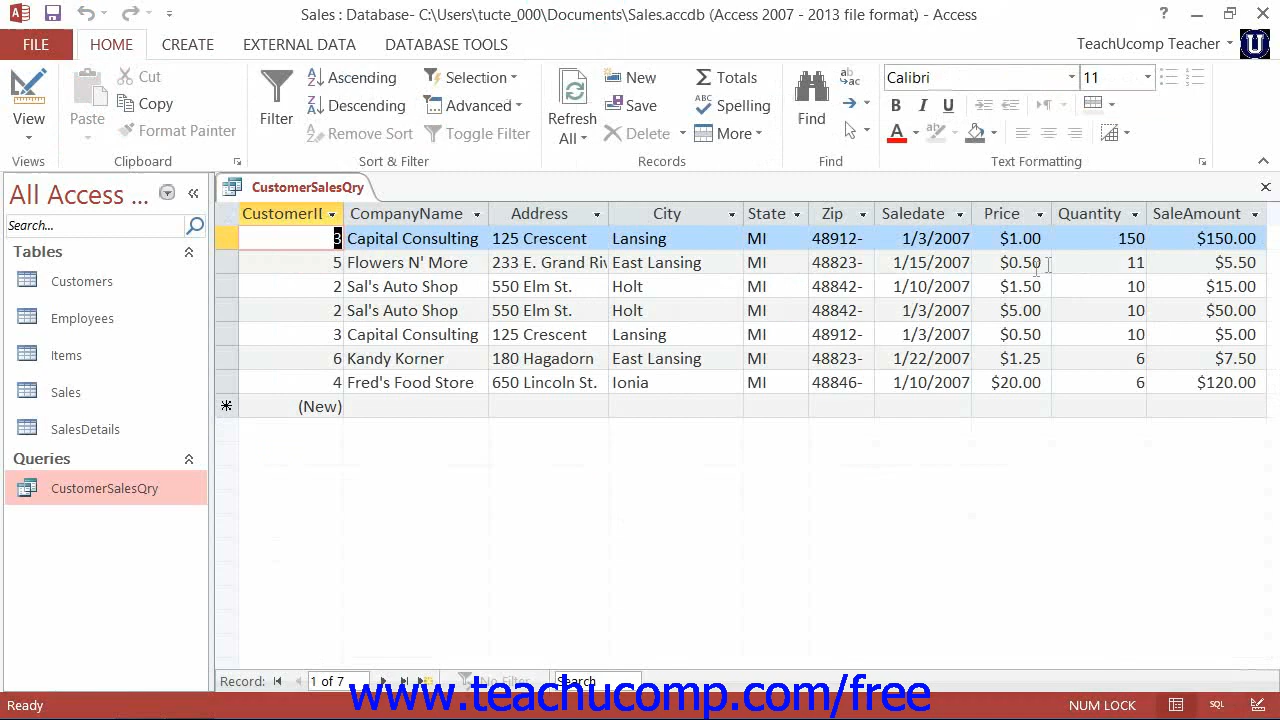 Sales : Database- C:\Users\tucte_000\Documents\Sales.accdb (Access 2007 - 2013 file format) - Access
FILE HOME CREATE EXTERNAL DATA DATABASE TOOLS TeachUcomp Teacher
View
Views
Paste
Cut
Copy
Format Painter
Clipboard
Filter
Ascending
Descending
Remove Sort
Selection
Advanced
Toggle Filter
Sort & Filter
Refresh
All
New
Save
Delete
Totals
Spelling
More
Records
Find
Find
Calibri 11
B I U
Text Formatting
All Access ...
Search...
Tables
Customers
Employees
Items
Sales
SalesDetails
Queries
CustomerSalesQry
CustomerSalesQry
CustomerID CompanyName Address City State Zip Saledate Price Quantity SaleAmount
3 Capital Consulting 125 Crescent Lansing MI 48912- 1/3/2007 $1.00 150 $150.00
5 Flowers N' More 233 E. Grand Riv East Lansing MI 48823- 1/15/2007 $0.50 11 $5.50
2 Sal's Auto Shop 550 Elm St. Holt MI 48842- 1/10/2007 $1.50 10 $15.00
2 Sal's Auto Shop 550 Elm St. Holt MI 48842- 1/10/2007 $5.00 10 $50.00
3 Capital Consulting 125 Crescent Lansing MI 48912- 1/3/2007 $0.50 10 $5.00
6 Kandy Korner 180 Hagadorn East Lansing MI 48823- 1/22/2007 $1.25 6 $7.50
4 Fred's Food Store 650 Lincoln St. Ionia MI 48846- 1/10/2007 $20.00 6 $120.00
(New)
Record: 1 of 7 No Filter Search
www.teachucomp.com/free
Ready NUM LOCK SQL